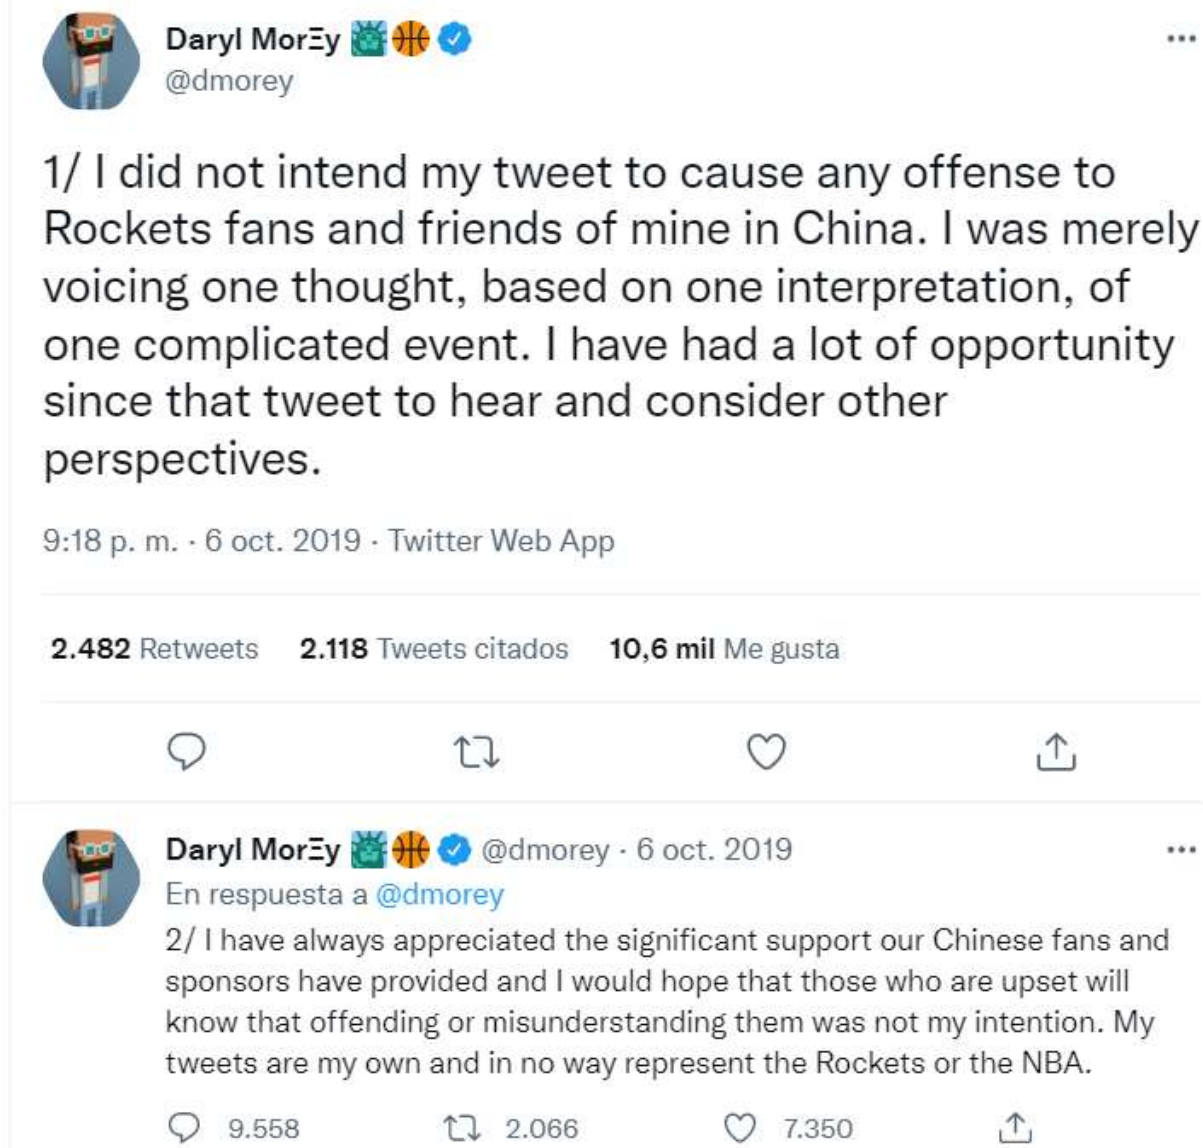 Daryl MorΞy
@dmorey
1/ I did not intend my tweet to cause any offense to
Rockets fans and friends of mine in China. I was merely
voicing one thought, based on one interpretation, of
one complicated event. I have had a lot of opportunity
since that tweet to hear and consider other
perspectives.
9:18 p. m. · 6 oct. 2019 · Twitter Web App
2.482 Retweets 2.118 Tweets citados 10,6 mil Me gusta
Daryl MorΞy @dmorey · 6 oct. 2019
En respuesta a @dmorey
2/ I have always appreciated the significant support our Chinese fans and
sponsors have provided and I would hope that those who are upset will
know that offending or misunderstanding them was not my intention. My
tweets are my own and in no way represent the Rockets or the NBA.
9.558 2.066 7.350